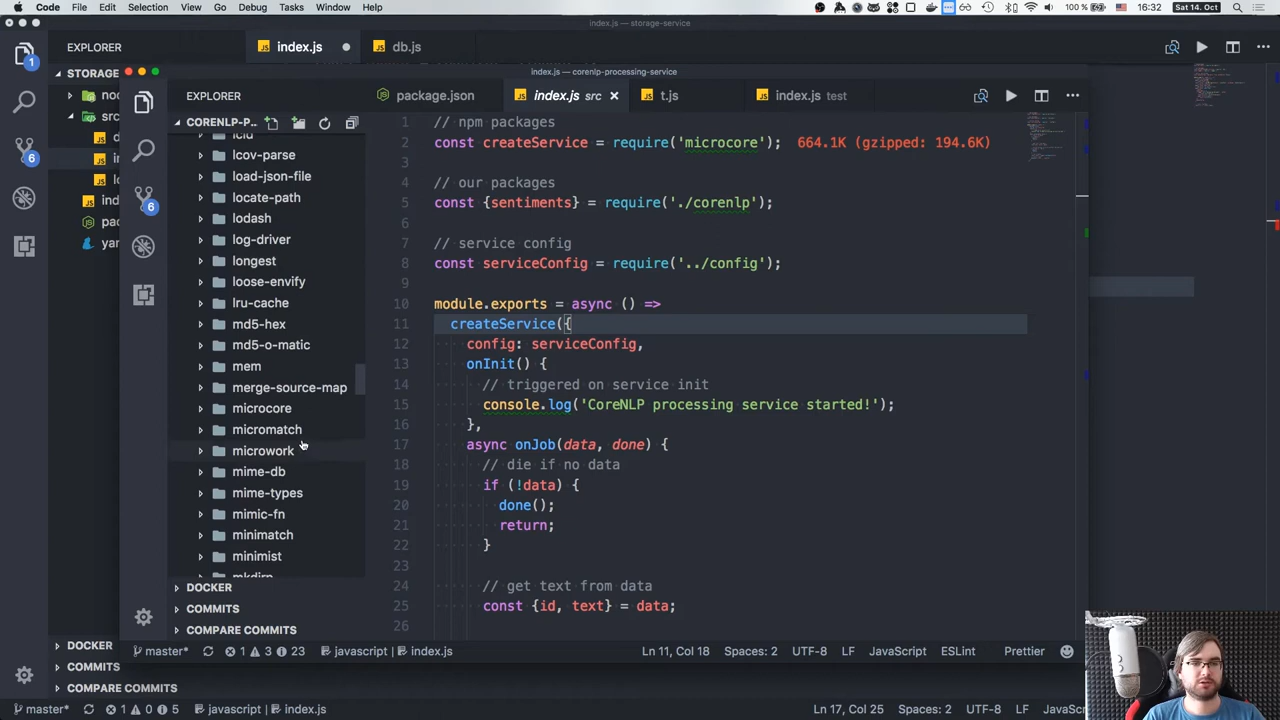 Code File Edit Selection View Go Debug Tasks Window Help 100 % Sat 14. Oct 16:32
index.js — storage-service
EXPLORER index.js db.js
STORAGE
index.js — corenlp-processing-service
EXPLORER package.json index.js src t.js index.js test
CORENLP-P...
lcid
lcov-parse
load-json-file
locate-path
lodash
log-driver
longest
loose-envify
lru-cache
md5-hex
md5-o-matic
mem
merge-source-map
microcore
micromatch
microwork
mime-db
mime-types
mimic-fn
minimatch
minimist
mkdirp
DOCKER
COMMITS
COMPARE COMMITS
1 // npm packages
2 const createService = require('microcore'); 664.1K (gzipped: 194.6K)
3
4 // our packages
5 const {sentiments} = require('./corenlp');
6
7 // service config
8 const serviceConfig = require('../config');
9
10 module.exports = async () =>
11 createService({
12 config: serviceConfig,
13 onInit() {
14 // triggered on service init
15 console.log('CoreNLP processing service started!');
16 },
17 async onJob(data, done) {
18 // die if no data
19 if (!data) {
20 done();
21 return;
22 }
23
24 // get text from data
25 const {id, text} = data;
26
master* 1 3 23 javascript index.js Ln 11, Col 18 Spaces: 2 UTF-8 LF JavaScript ESLint Prettier
DOCKER
COMMITS
COMPARE COMMITS
master* 1 0 5 javascript index.js Ln 17, Col 25 Spaces: 2 UTF-8 LF